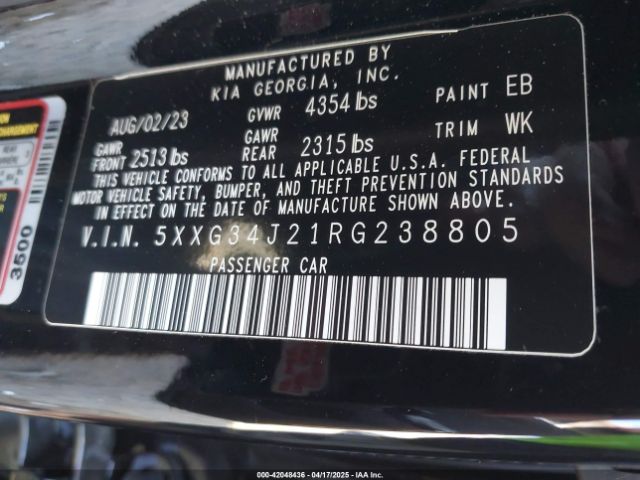 MANUFACTURED BY
KIA GEORGIA, INC.
AUG/02/23 GVWR 4354 lbs PAINT EB
GAWR FRONT 2513 lbs GAWR REAR 2315 lbs TRIM WK
THIS VEHICLE CONFORMS TO ALL APPLICABLE U.S.A. FEDERAL
MOTOR VEHICLE SAFETY, BUMPER, AND THEFT PREVENTION STANDARDS
IN EFFECT ON THE DATE OF MANUFACTURE SHOWN ABOVE.
V.I.N. 5XXG34J21RG238805
PASSENGER CAR
3500
000-42048436 - 04/17/2025 - IAA Inc.